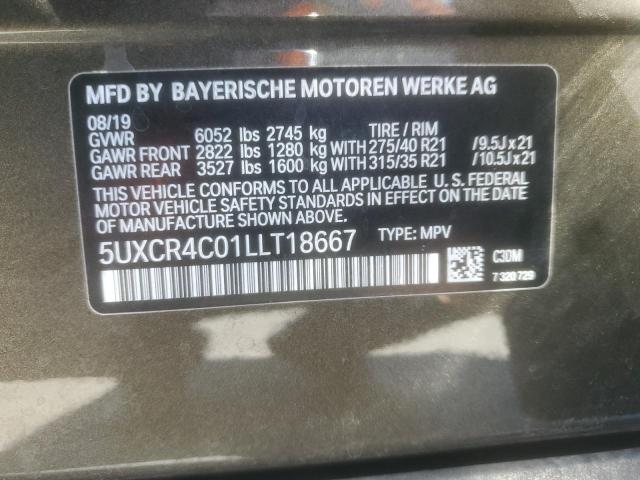 MFD BY BAYERISCHE MOTOREN WERKE AG
08/19
GVWR 6052 lbs 2745 kg TIRE / RIM
GAWR FRONT 2822 lbs 1280 kg WITH 275/40 R21 /9.5J x 21
GAWR REAR 3527 lbs 1600 kg WITH 315/35 R21 /10.5J x 21
THIS VEHICLE CONFORMS TO ALL APPLICABLE U. S. FEDERAL
MOTOR VEHICLE SAFETY STANDARDS IN EFFECT ON THE DATE
OF MANUFACTURE SHOWN ABOVE.
5UXCR4C01LLT18667 TYPE: MPV
C3DM
7 320 729